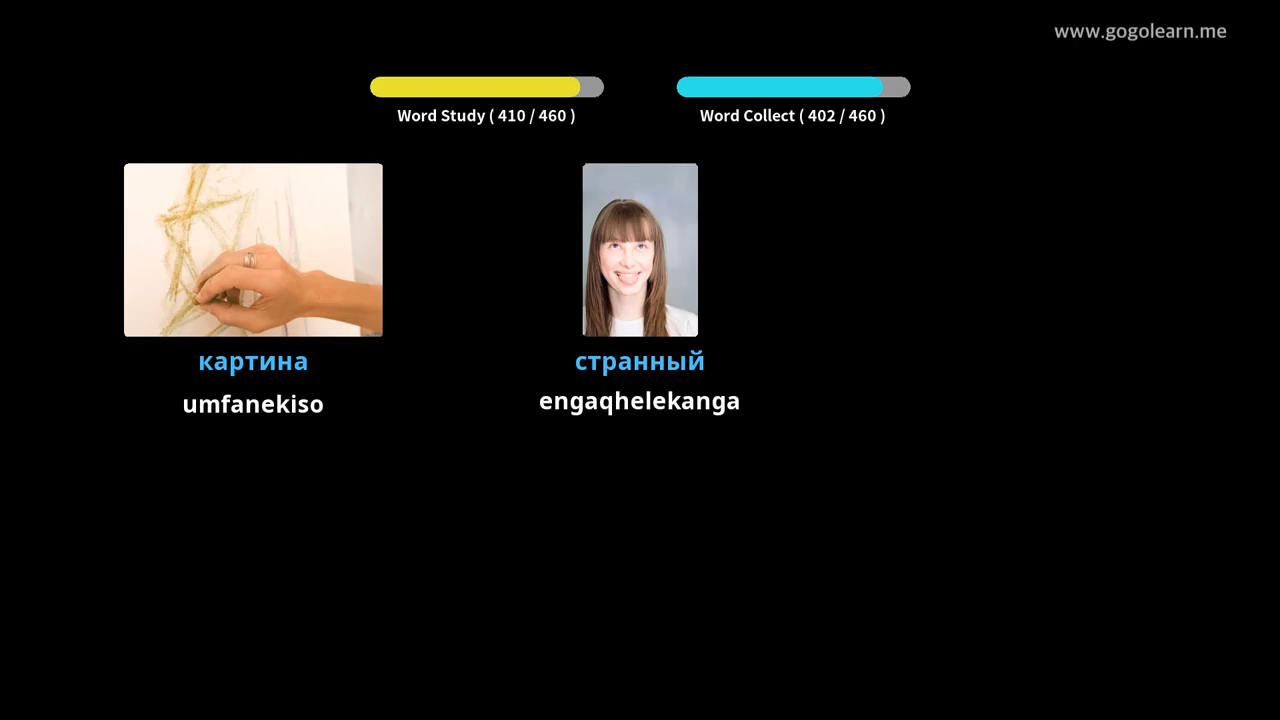 www.gogolearn.me
Word Study ( 410 / 460 )
Word Collect ( 402 / 460 )
картина
umfanekiso
странный
engaqhelekanga